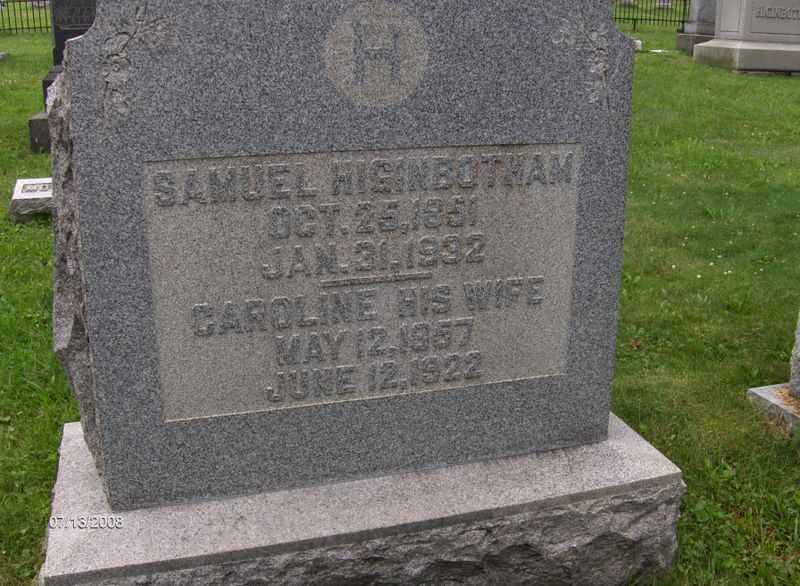 H
SAMUEL HIGINBOTHAM
OCT. 25, 1851
JAN. 31, 1932
CAROLINE HIS WIFE
MAY 12, 1857
JUNE 12, 1922
07/13/2008